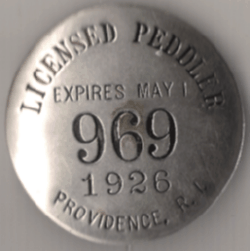 LICENSED PEDDLER
EXPIRES MAY 1
969
1926
PROVIDENCE, R. I.